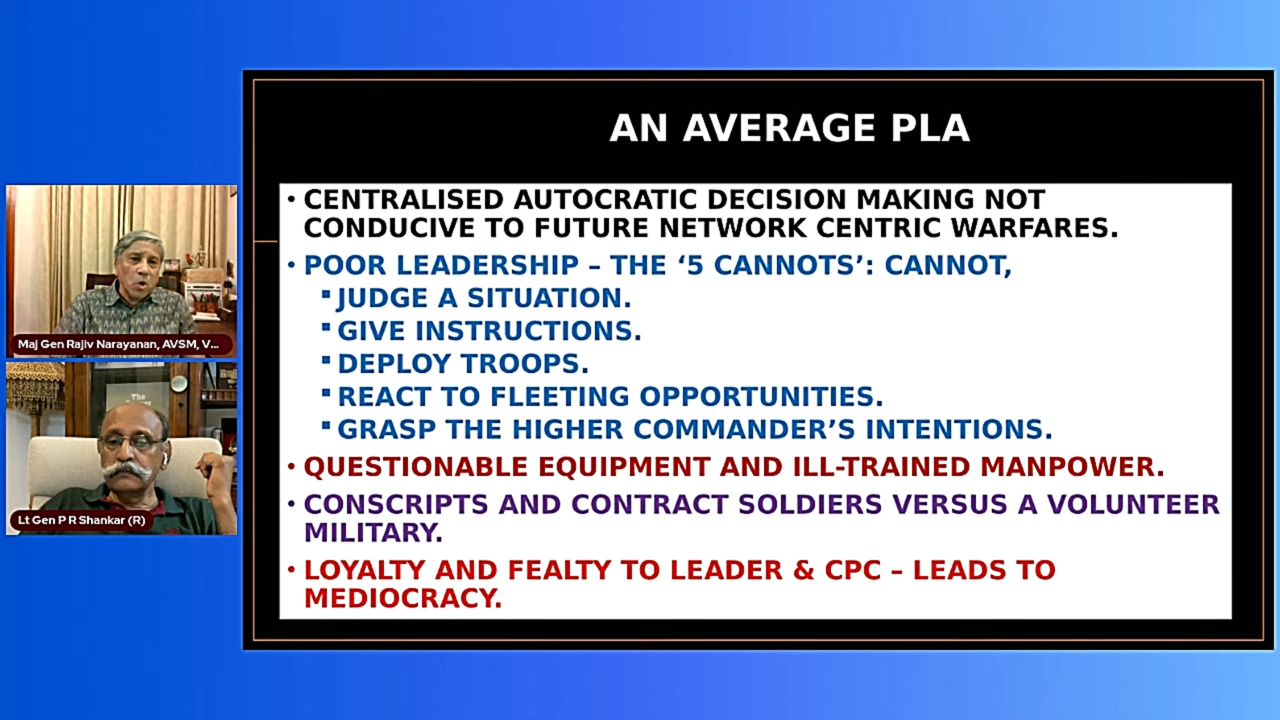 AN AVERAGE PLA
• CENTRALISED AUTOCRATIC DECISION MAKING NOT
CONDUCIVE TO FUTURE NETWORK CENTRIC WARFARES.
• POOR LEADERSHIP – THE ‘5 CANNOTS’: CANNOT,
▪ JUDGE A SITUATION.
▪ GIVE INSTRUCTIONS.
▪ DEPLOY TROOPS.
▪ REACT TO FLEETING OPPORTUNITIES.
▪ GRASP THE HIGHER COMMANDER’S INTENTIONS.
• QUESTIONABLE EQUIPMENT AND ILL-TRAINED MANPOWER.
• CONSCRIPTS AND CONTRACT SOLDIERS VERSUS A VOLUNTEER
MILITARY.
• LOYALTY AND FEALTY TO LEADER & CPC – LEADS TO
MEDIOCRACY.
Maj Gen Rajiv Narayanan, AVSM, V...
The
Lt Gen P R Shankar (R)